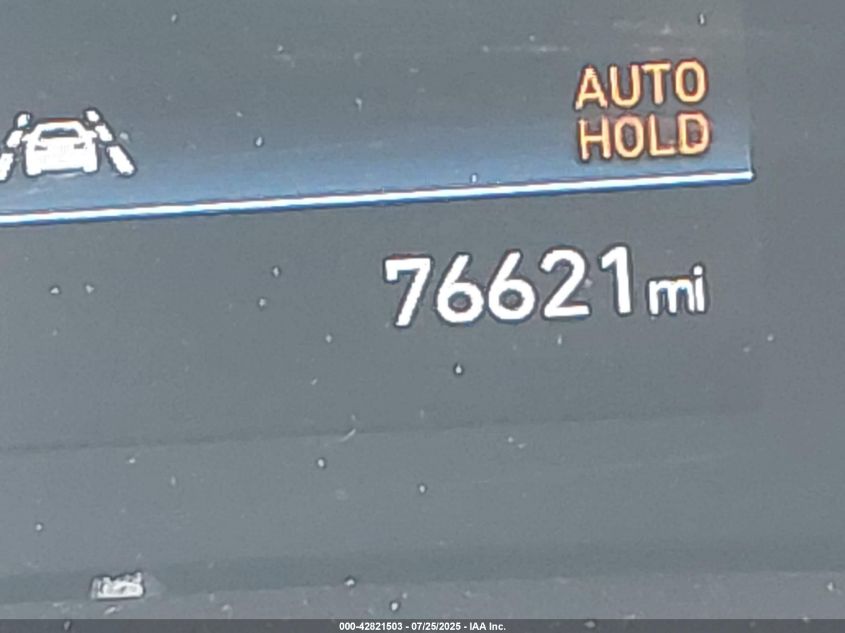 AUTO
HOLD
76621 mi
000-42821503 - 07/25/2025 - IAA Inc.